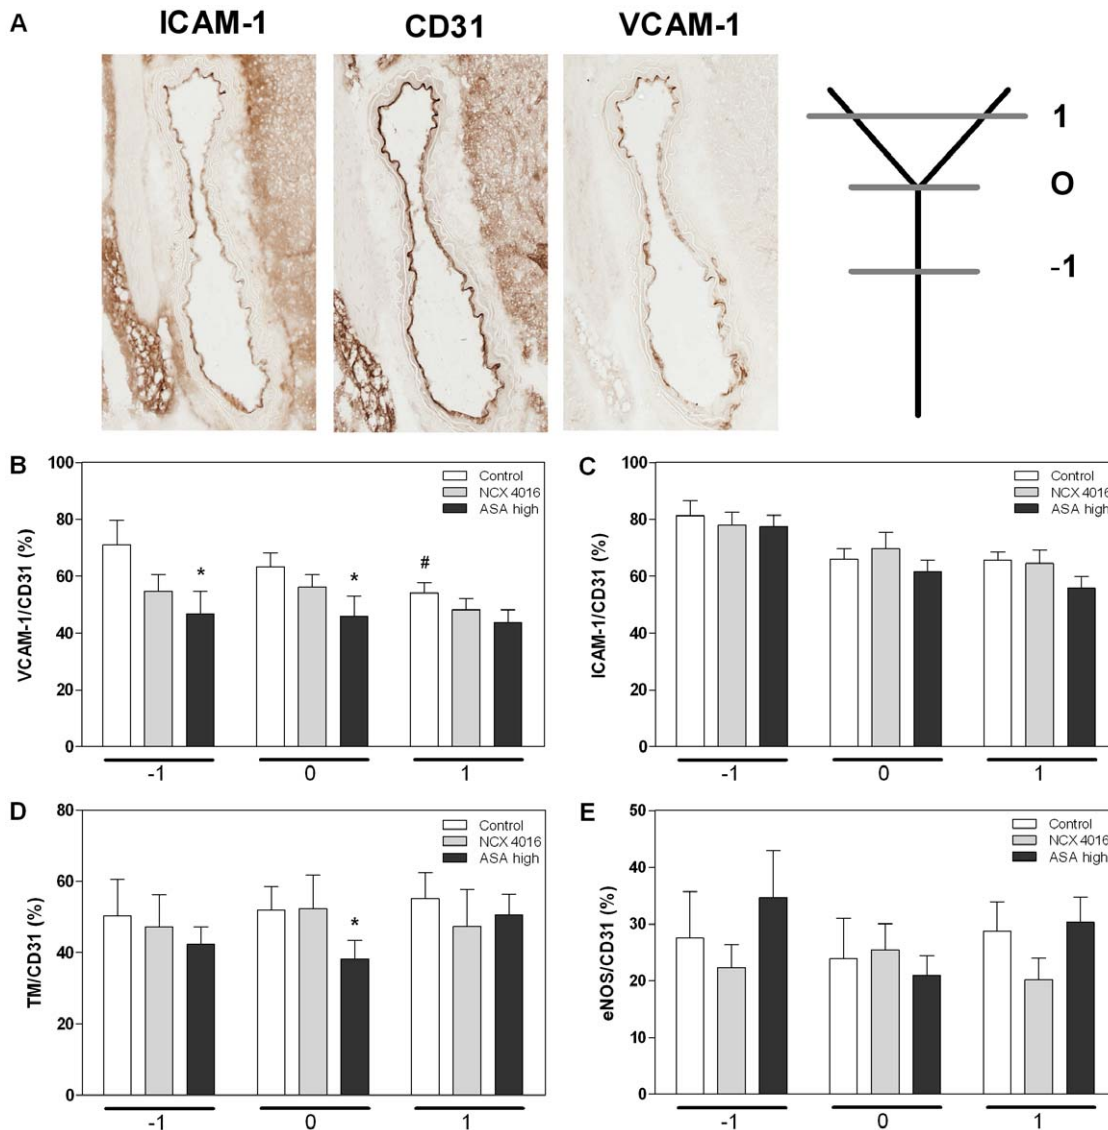 A
ICAM-1
CD31
VCAM-1
1
0
-1
B
VCAM-1/CD31 (%)
100
80
60
40
20
0
Control
NCX 4016
ASA high
*
*
#
-1
0
1
C
ICAM-1/CD31 (%)
100
80
60
40
20
0
Control
NCX 4016
ASA high
-1
0
1
D
TM/CD31 (%)
80
60
40
20
0
Control
NCX 4016
ASA high
*
-1
0
1
E
eNOS/CD31 (%)
50
40
30
20
10
0
Control
NCX 4016
ASA high
-1
0
1